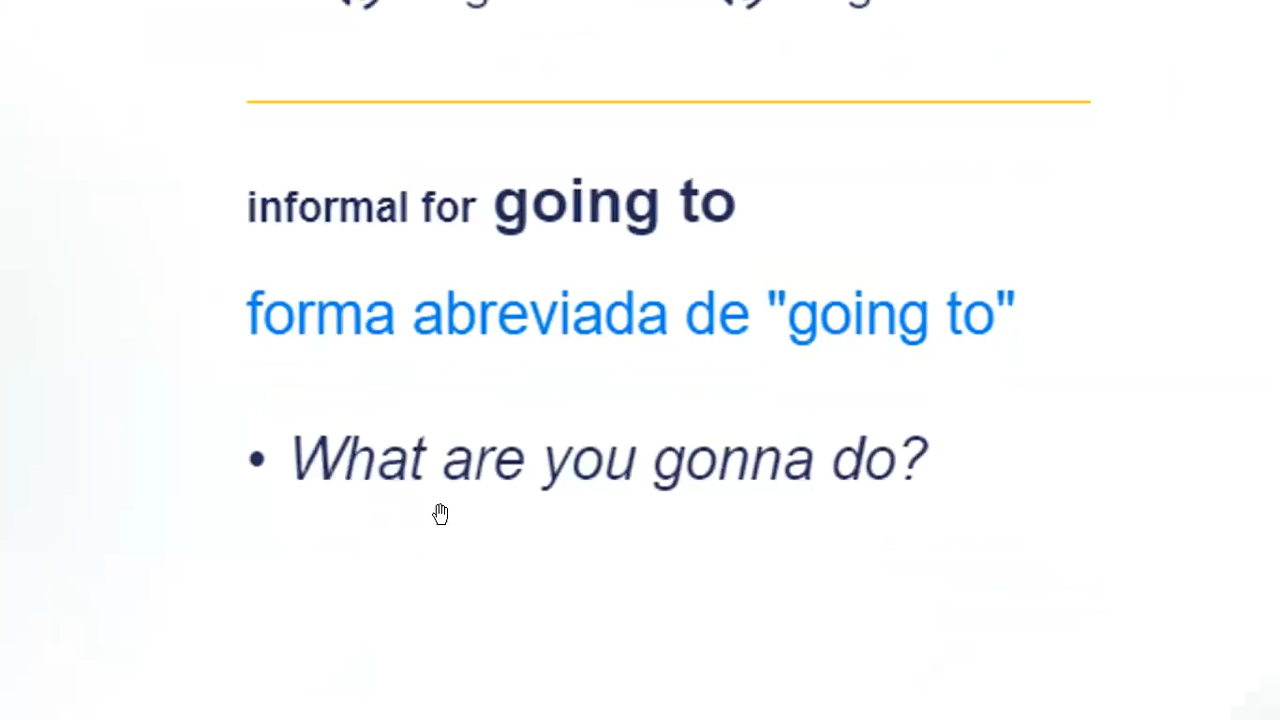 informal for going to
forma abreviada de "going to"
• What are you gonna do?